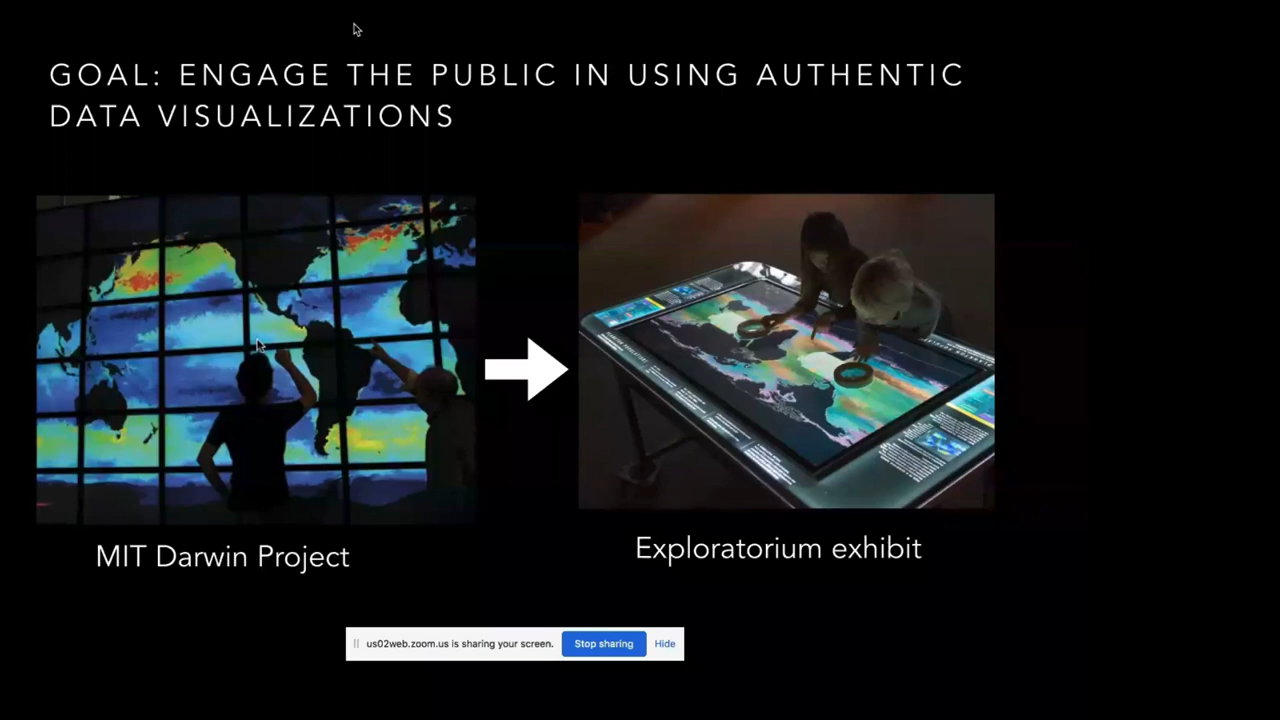 GOAL: ENGAGE THE PUBLIC IN USING AUTHENTIC
DATA VISUALIZATIONS
MIT Darwin Project
Exploratorium exhibit
us02web.zoom.us is sharing your screen.
Stop sharing
Hide